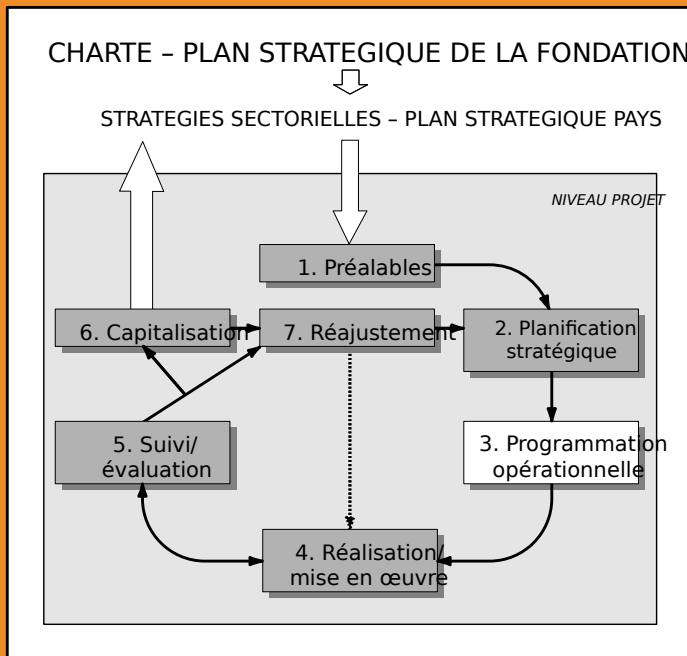 CHARTE – PLAN STRATEGIQUE DE LA FONDATION
STRATEGIES SECTORIELLES – PLAN STRATEGIQUE PAYS
NIVEAU PROJET
1. Préalables
6. Capitalisation
7. Réajustement
2. Planification
stratégique
5. Suivi/
évaluation
3. Programmation
opérationnelle
4. Réalisation/
mise en œuvre